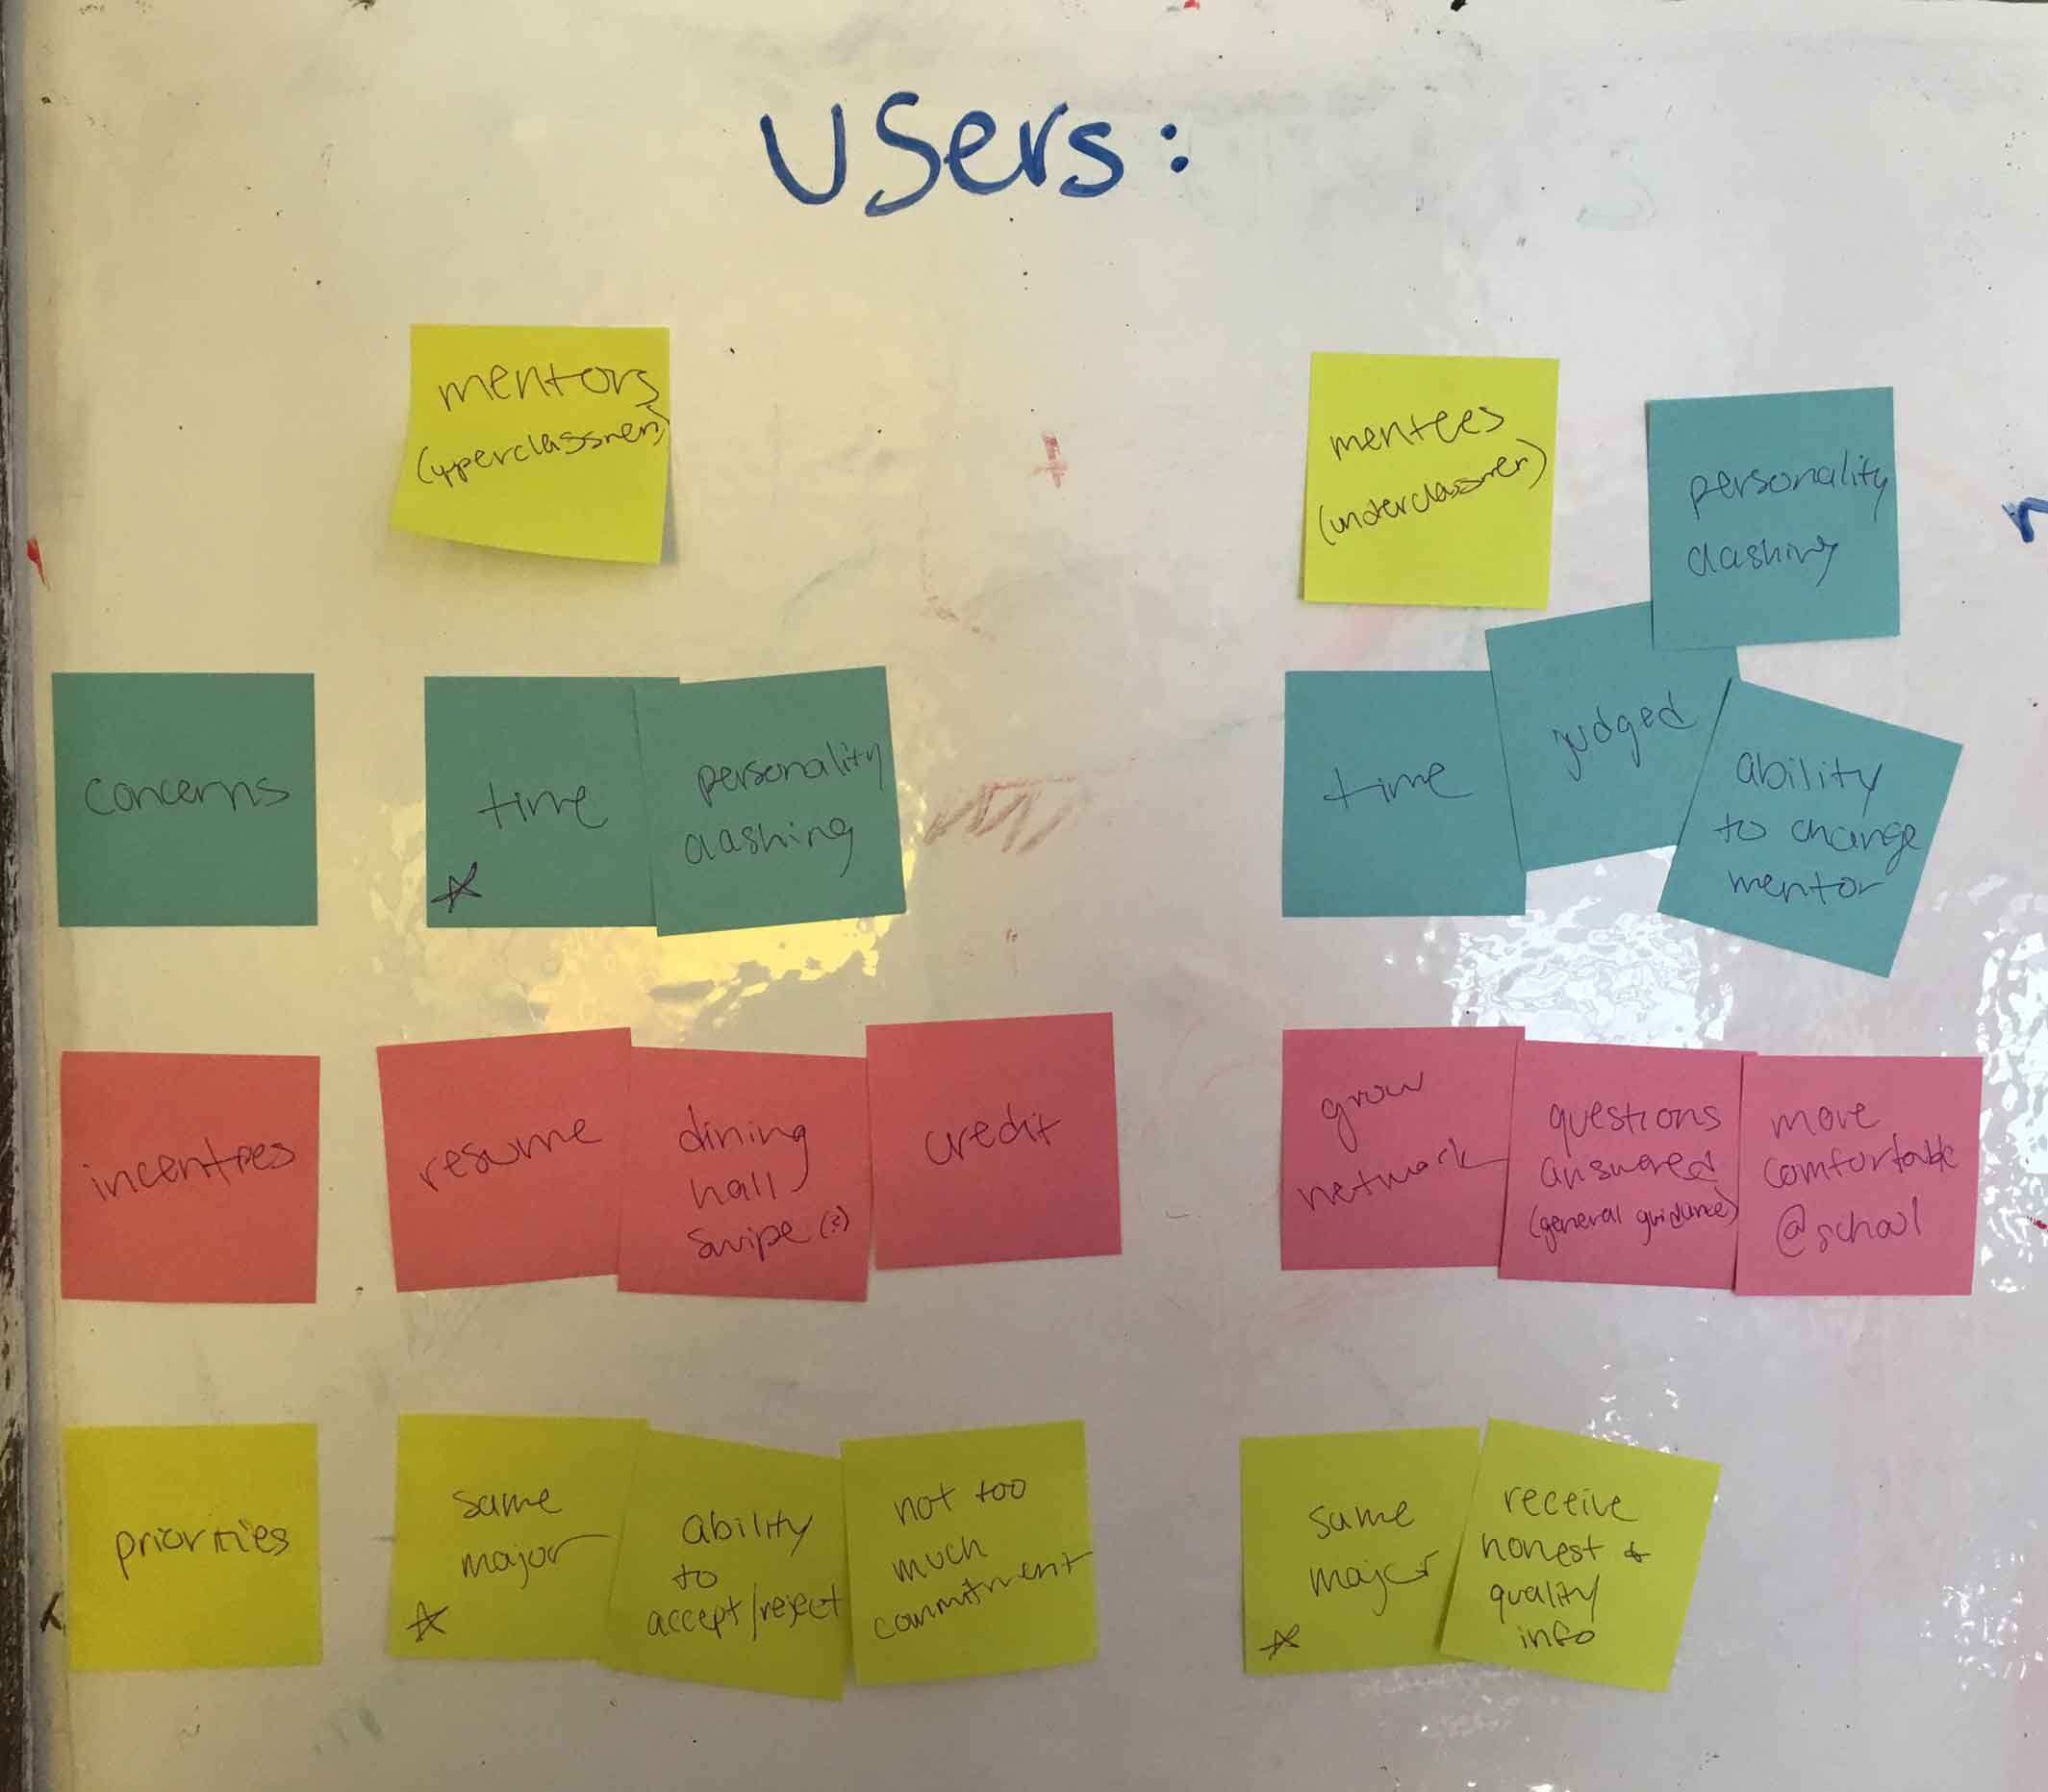 users:
mentors
(upperclassmen)
mentees
(underclassmen)
personality
clashing
concerns
time
personality
clashing
time
judged
ability
to change
mentor
incentives
resume
dining
hall
swipe (?)
credit
grow
network
questions
answered
(general guidance)
more
comfortable
@school
priorities
same
major
ability
to
accept/reject
not too
much
commitment
same
major
receive
honest &
quality
info